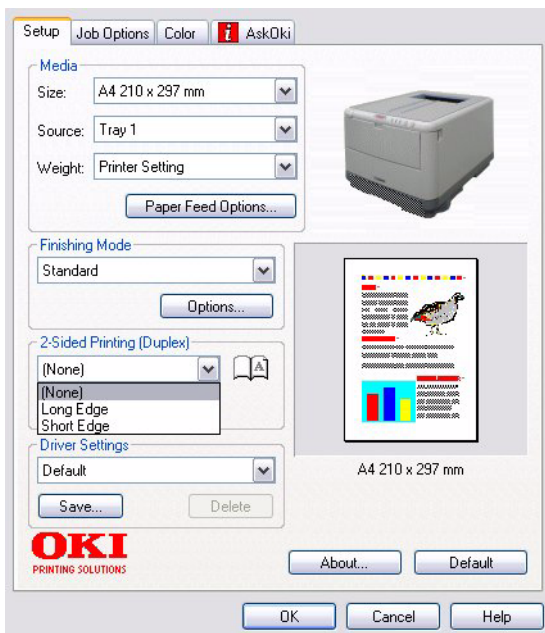 Setup Job Options Color i AskOki
Media
Size: A4 210 x 297 mm
Source: Tray 1
Weight: Printer Setting
Paper Feed Options...
Finishing Mode
Standard
Options...
2-Sided Printing (Duplex)
(None)
A
(None)
Long Edge
Short Edge
Driver Settings
Default
Save... Delete
A4 210 x 297 mm
OKI
PRINTING SOLUTIONS
About... Default
OK Cancel Help